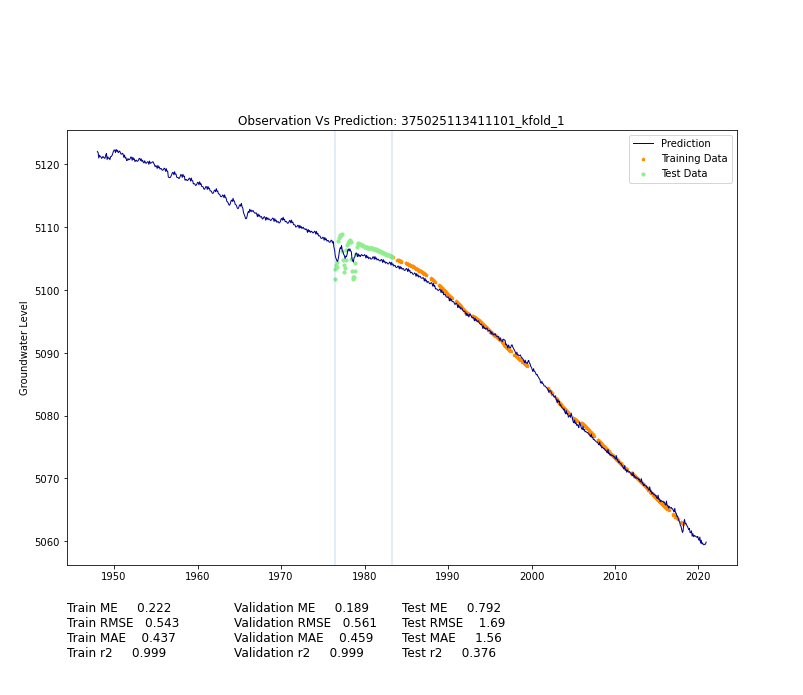 Observation Vs Prediction: 375025113411101_kfold_1
Prediction
Training Data
Test Data
Groundwater Level
5120
5110
5100
5090
5080
5070
5060
1950 1960 1970 1980 1990 2000 2010 2020
Train ME 0.222 Validation ME 0.189 Test ME 0.792
Train RMSE 0.543 Validation RMSE 0.561 Test RMSE 1.69
Train MAE 0.437 Validation MAE 0.459 Test MAE 1.56
Train r2 0.999 Validation r2 0.999 Test r2 0.376